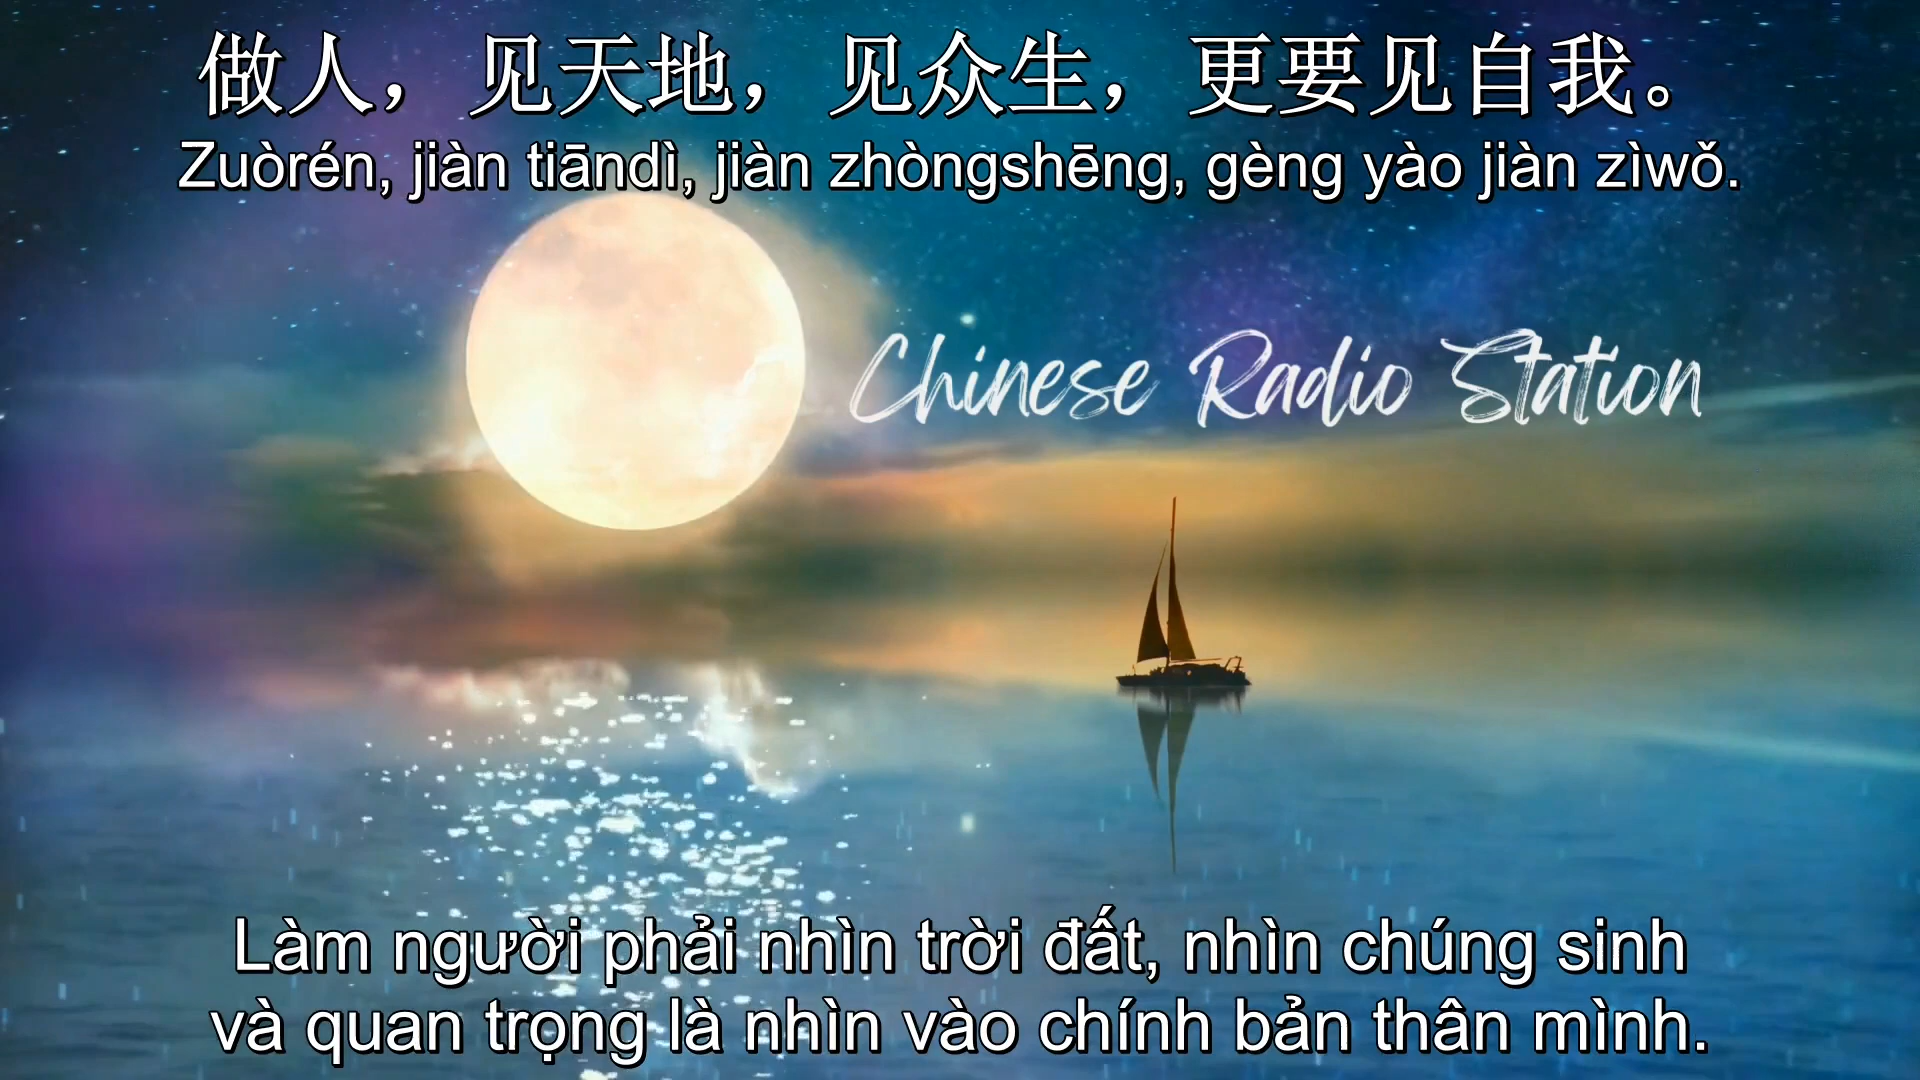 做人，见天地，见众生，更要见自我。
Zuòrén, jiàn tiāndì, jiàn zhòngshēng, gèng yào jiàn zìwǒ.
Chinese Radio Station
Làm người phải nhìn trời đất, nhìn chúng sinh
và quan trọng là nhìn vào chính bản thân mình.